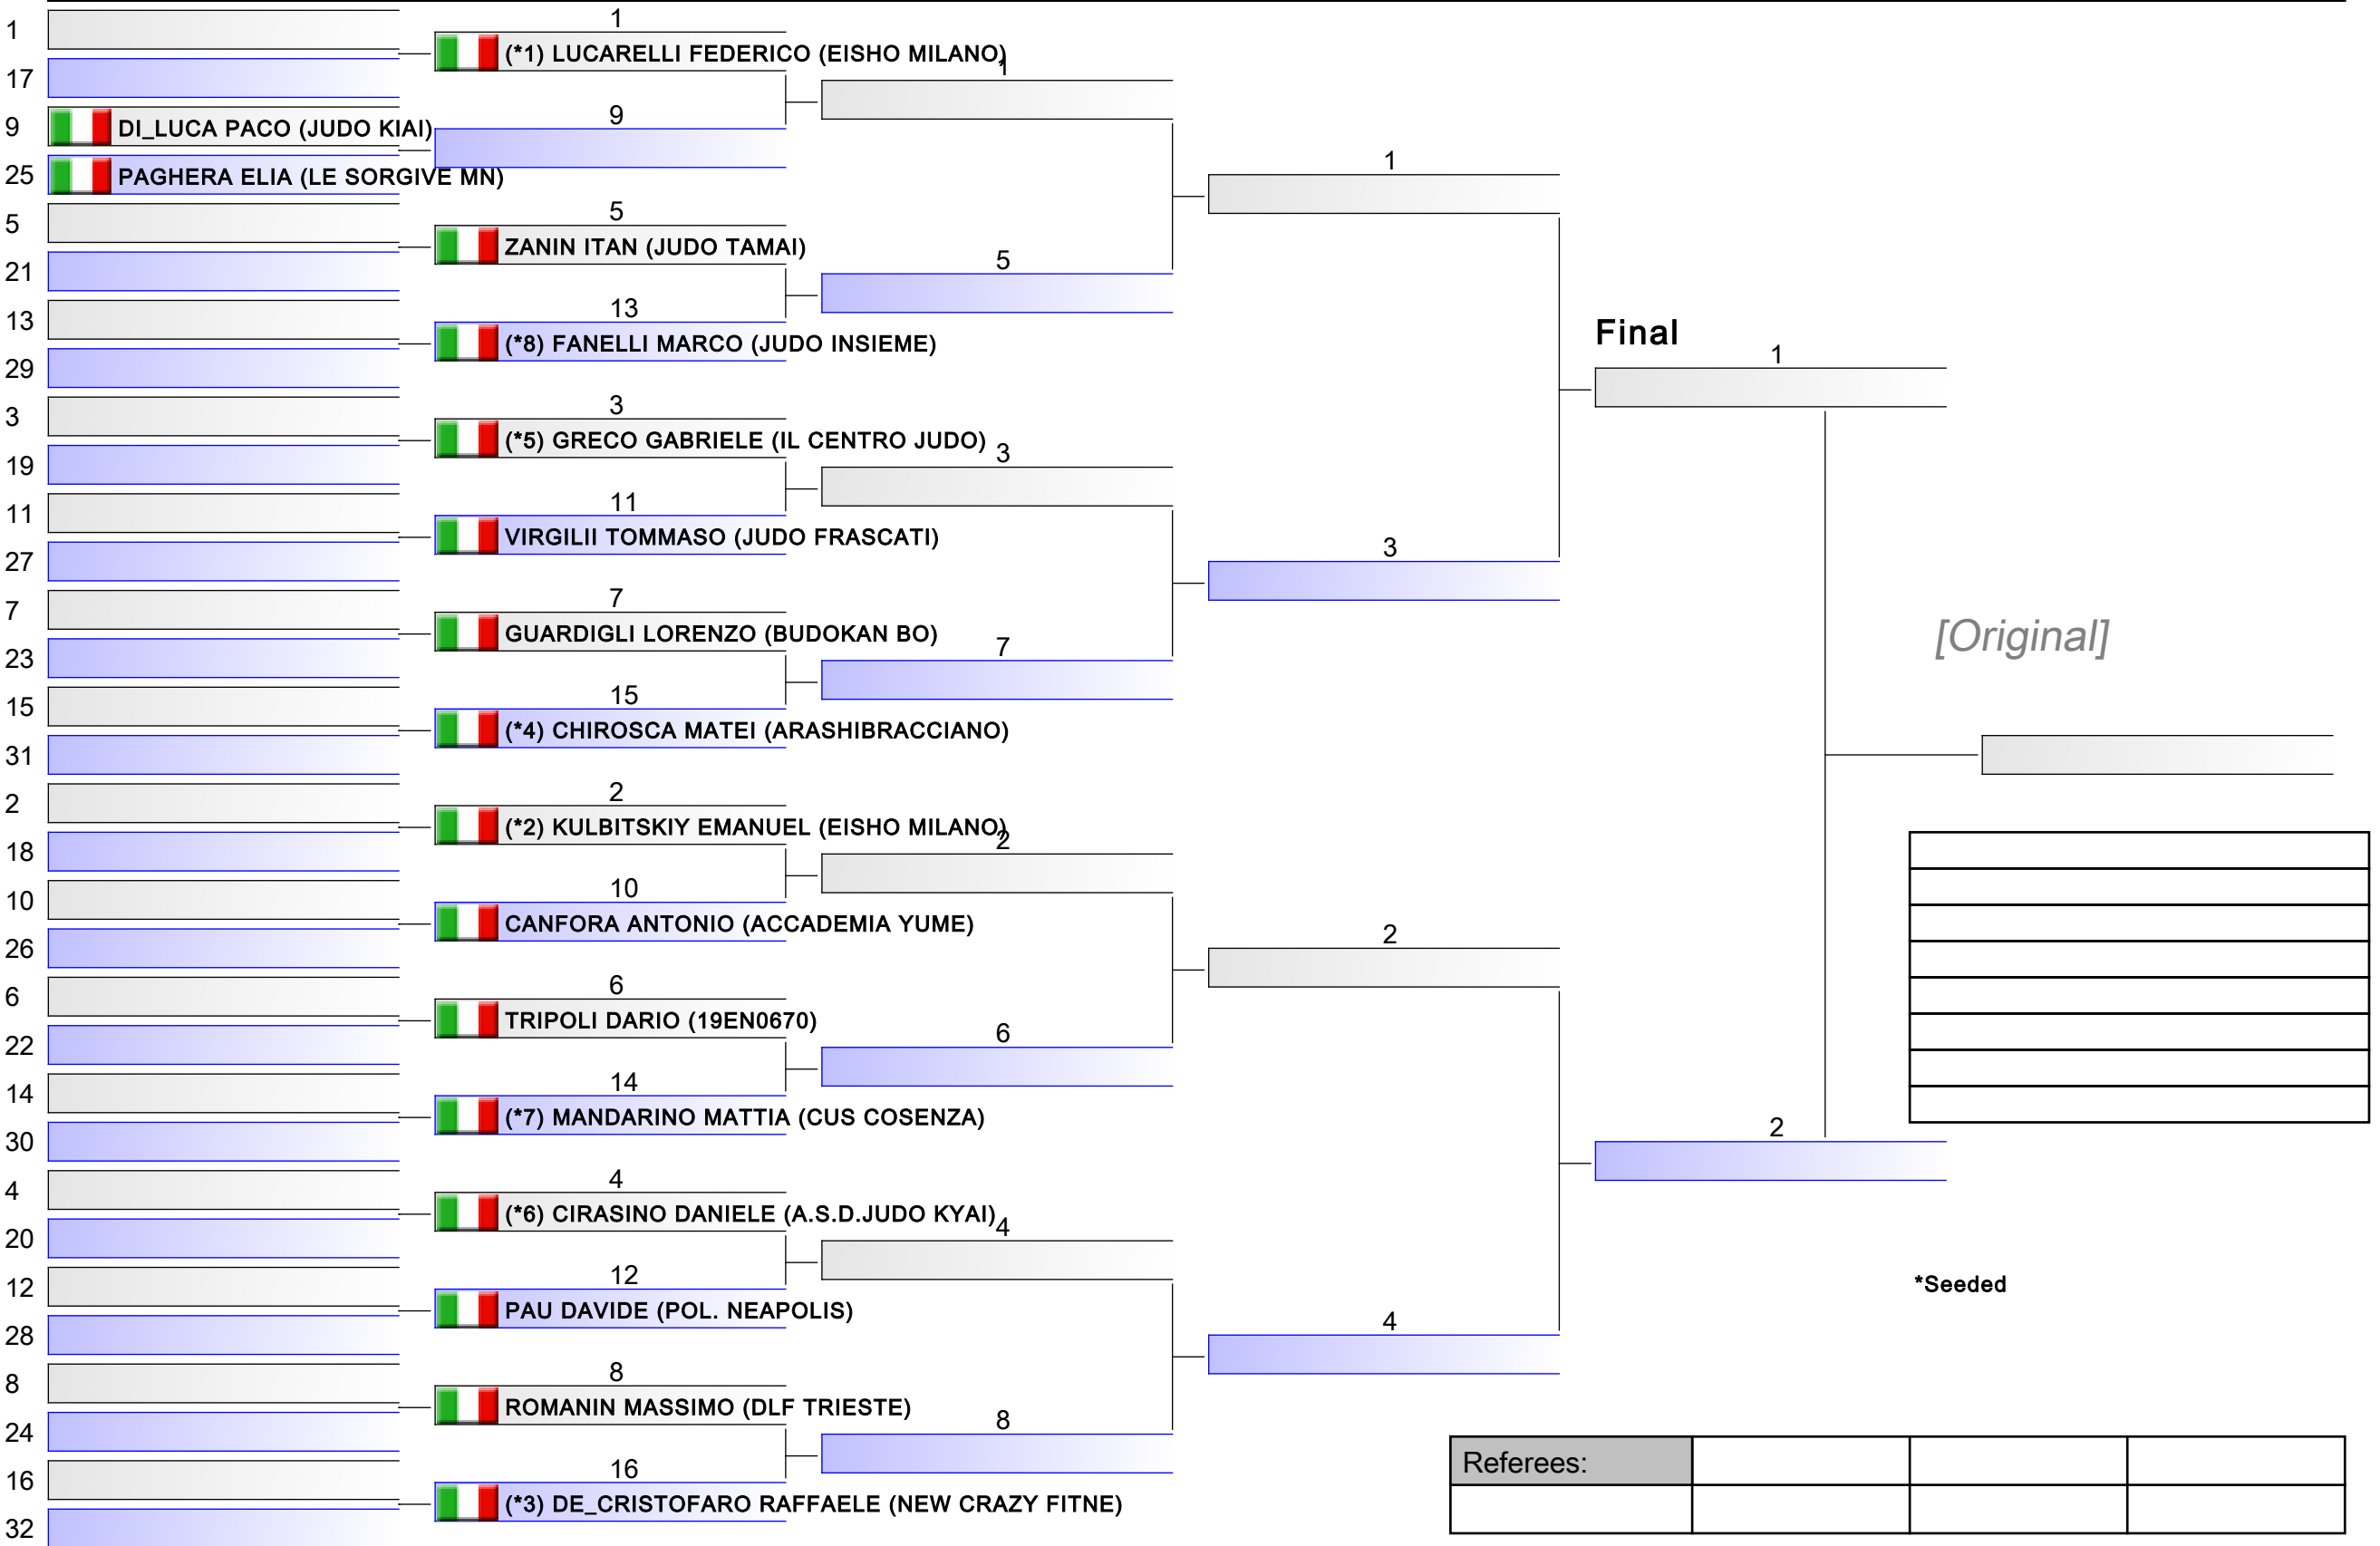 1
17
9
DI_LUCA PACO (JUDO KIAI)
25
PAGHERA ELIA (LE SORGIVE MN)
5
21
13
29
3
19
11
27
7
23
15
31
2
18
10
26
6
22
14
30
4
20
12
28
8
24
16
32
1
(*1) LUCARELLI FEDERICO (EISHO MILANO)
9
5
ZANIN ITAN (JUDO TAMAI)
13
(*8) FANELLI MARCO (JUDO INSIEME)
3
(*5) GRECO GABRIELE (IL CENTRO JUDO)
11
VIRGILII TOMMASO (JUDO FRASCATI)
7
GUARDIGLI LORENZO (BUDOKAN BO)
15
(*4) CHIROSCA MATEI (ARASHIBRACCIANO)
2
(*2) KULBITSKIY EMANUEL (EISHO MILANO)
10
CANFORA ANTONIO (ACCADEMIA YUME)
6
TRIPOLI DARIO (19EN0670)
14
(*7) MANDARINO MATTIA (CUS COSENZA)
4
(*6) CIRASINO DANIELE (A.S.D.JUDO KYAI)
12
PAU DAVIDE (POL. NEAPOLIS)
8
ROMANIN MASSIMO (DLF TRIESTE)
16
(*3) DE_CRISTOFARO RAFFAELE (NEW CRAZY FITNE)
1
5
3
7
2
6
4
8
1
3
2
4
Final
1
2
[Original]
*Seeded
Referees: